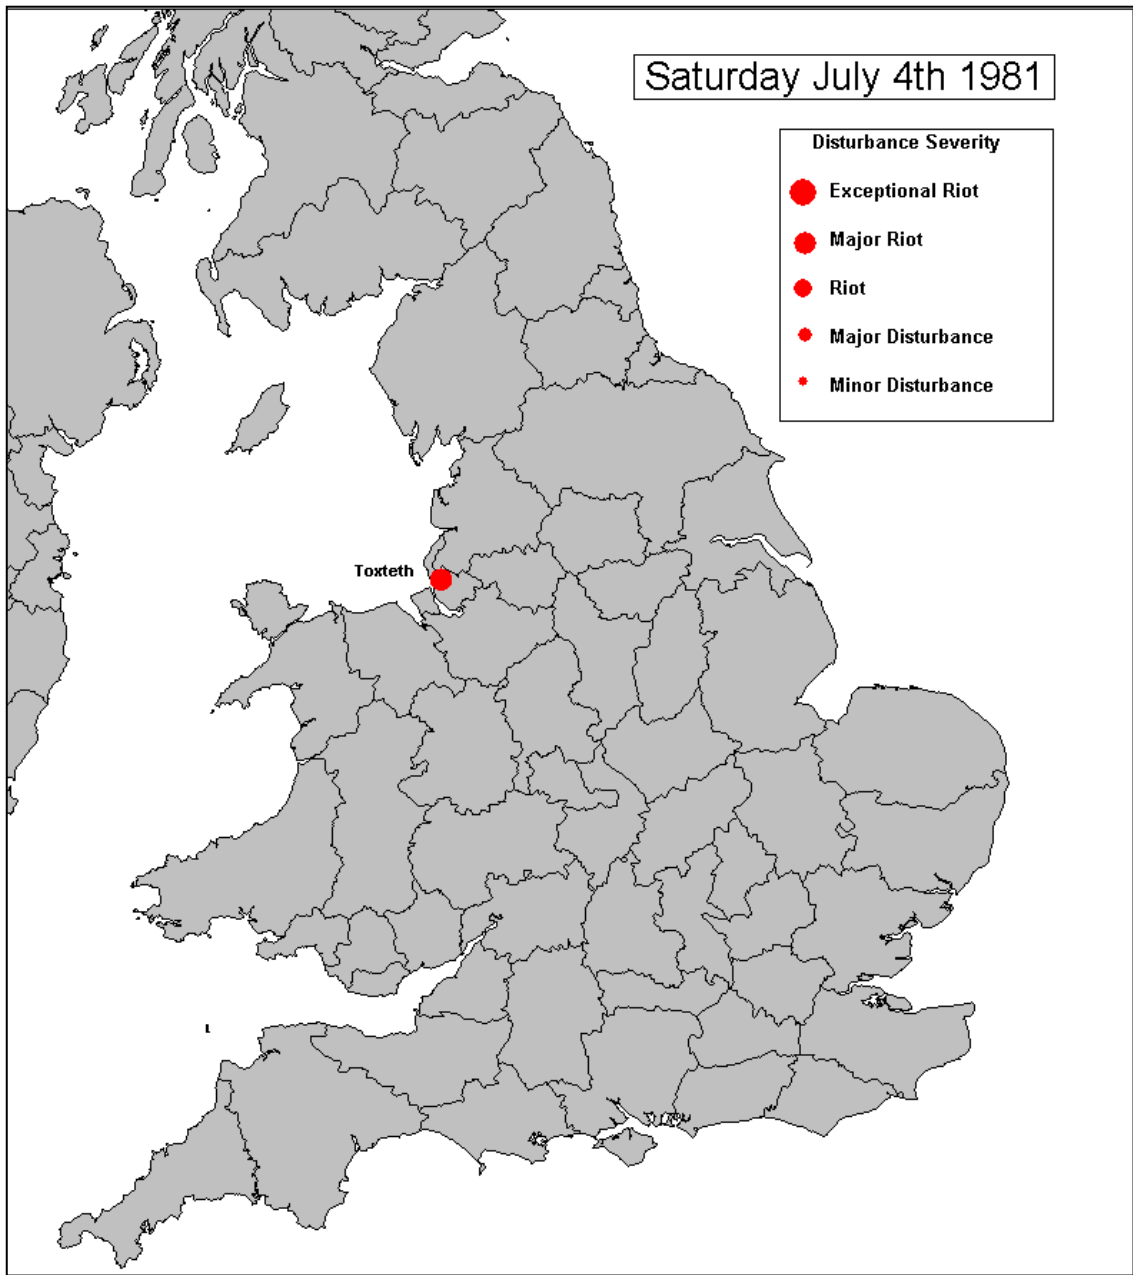 Saturday July 4th 1981
Disturbance Severity
Exceptional Riot
Major Riot
Riot
Major Disturbance
Minor Disturbance
Toxteth